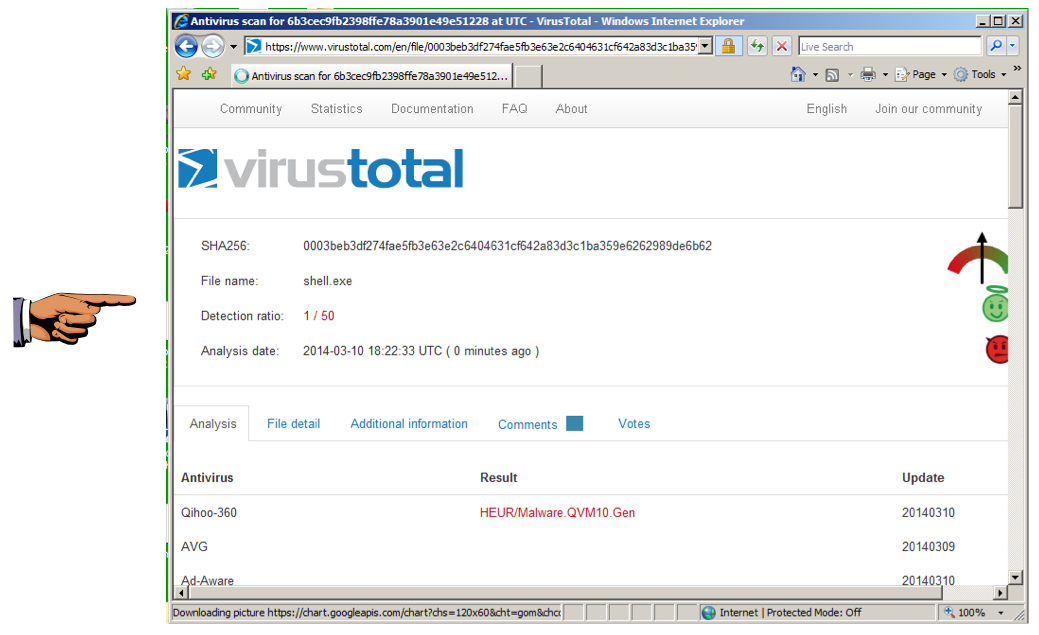 Antivirus scan for 6b3cec9fb2398ffe78a3901e49e51228 at UTC - VirusTotal - Windows Internet Explorer
https://www.virustotal.com/en/file/0003beb3df274fae5fb3e63e2c6404631cf642a83d3c1ba35 Live Search
Antivirus scan for 6b3cec9fb2398ffe78a3901e49e512... Page Tools
Community Statistics Documentation FAQ About English Join our community
virustotal
SHA256: 0003beb3df274fae5fb3e63e2c6404631cf642a83d3c1ba359e6262989de6b62
File name: shell.exe
Detection ratio: 1 / 50
Analysis date: 2014-03-10 18:22:33 UTC ( 0 minutes ago )
Analysis File detail Additional information Comments Votes
Antivirus Result Update
Qihoo-360 HEUR/Malware.QVM10.Gen 20140310
AVG 20140309
Ad-Aware 20140310
Downloading picture https://chart.googleapis.com/chart?chs=120x60&cht=gom&chco Internet | Protected Mode: Off 100%